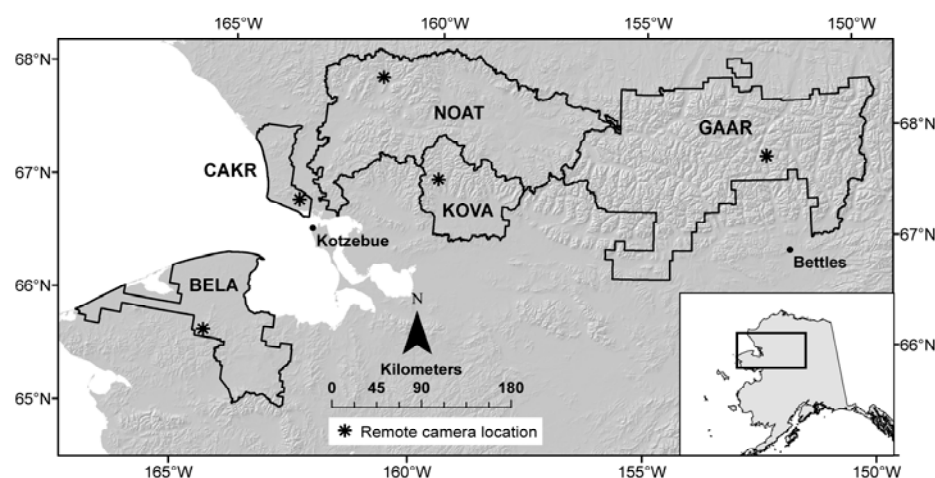 165°W 160°W 155°W 150°W
68°N
NOAT
GAAR
68°N
CAKR
67°N
KOVA
Kotzebue
67°N
Bettles
66°N
BELA
N
Kilometers
0 45 90 180
66°N
65°N
Remote camera location
165°W 160°W 155°W 150°W